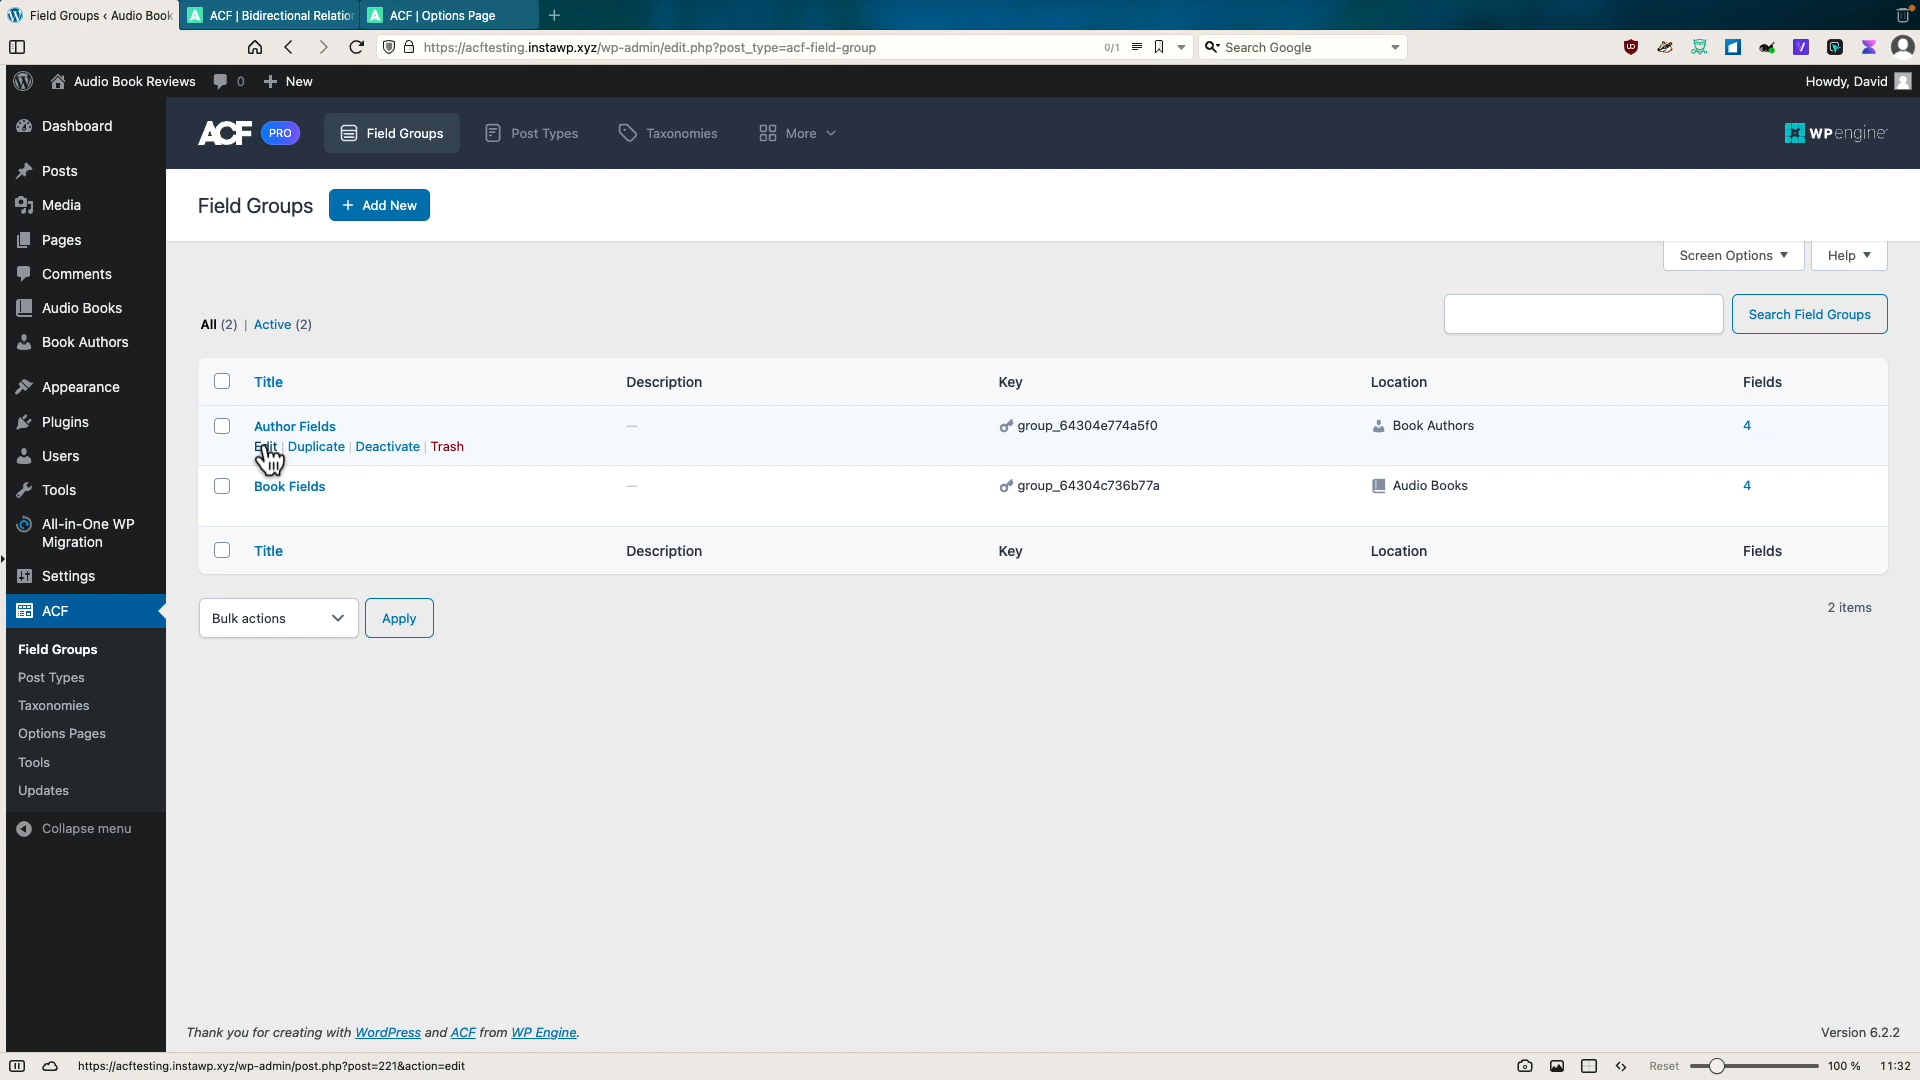 Field Groups ‹ Audio Book
ACF | Bidirectional Relatio
ACF | Options Page
https://acftesting.instawp.xyz/wp-admin/edit.php?post_type=acf-field-group
0/1
Search Google
Audio Book Reviews
0
New
Howdy, David
Dashboard
Posts
Media
Pages
Comments
Audio Books
Book Authors
Appearance
Plugins
Users
Tools
All-in-One WP
Migration
Settings
ACF
Field Groups
Post Types
Taxonomies
Options Pages
Tools
Updates
Collapse menu
ACF PRO
Field Groups
Post Types
Taxonomies
More
WPengine
Field Groups
+ Add New
Screen Options
Help
All (2) | Active (2)
Search Field Groups
Title Description Key Location Fields
Author Fields — group_64304e774a5f0 Book Authors 4
Edit | Duplicate | Deactivate | Trash
Book Fields — group_64304c736b77a Audio Books 4
Title Description Key Location Fields
Bulk actions
Apply
2 items
Thank you for creating with WordPress and ACF from WP Engine.
Version 6.2.2
https://acftesting.instawp.xyz/wp-admin/post.php?post=221&action=edit
Reset
100 %
11:32